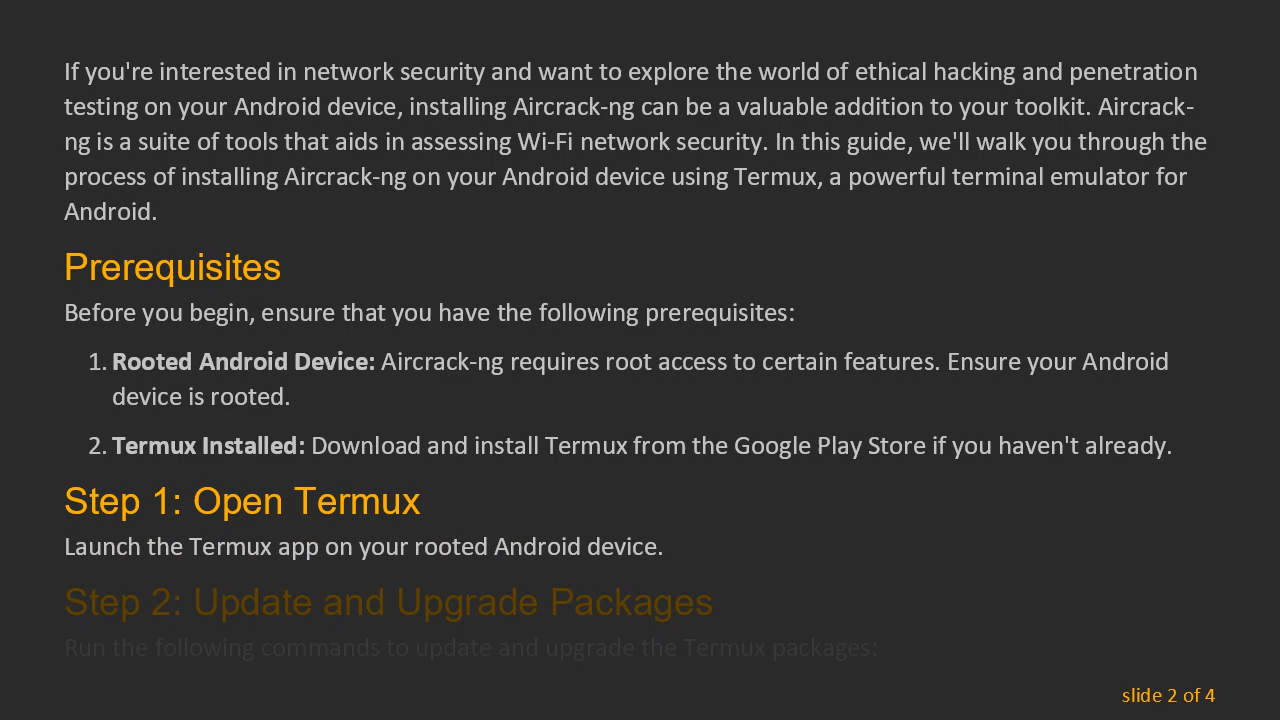 If you're interested in network security and want to explore the world of ethical hacking and penetration
testing on your Android device, installing Aircrack-ng can be a valuable addition to your toolkit. Aircrack-
ng is a suite of tools that aids in assessing Wi-Fi network security. In this guide, we'll walk you through the
process of installing Aircrack-ng on your Android device using Termux, a powerful terminal emulator for
Android.
Prerequisites
Before you begin, ensure that you have the following prerequisites:
1. Rooted Android Device: Aircrack-ng requires root access to certain features. Ensure your Android
device is rooted.
2. Termux Installed: Download and install Termux from the Google Play Store if you haven't already.
Step 1: Open Termux
Launch the Termux app on your rooted Android device.
Step 2: Update and Upgrade Packages
Run the following commands to update and upgrade the Termux packages:
slide 2 of 4